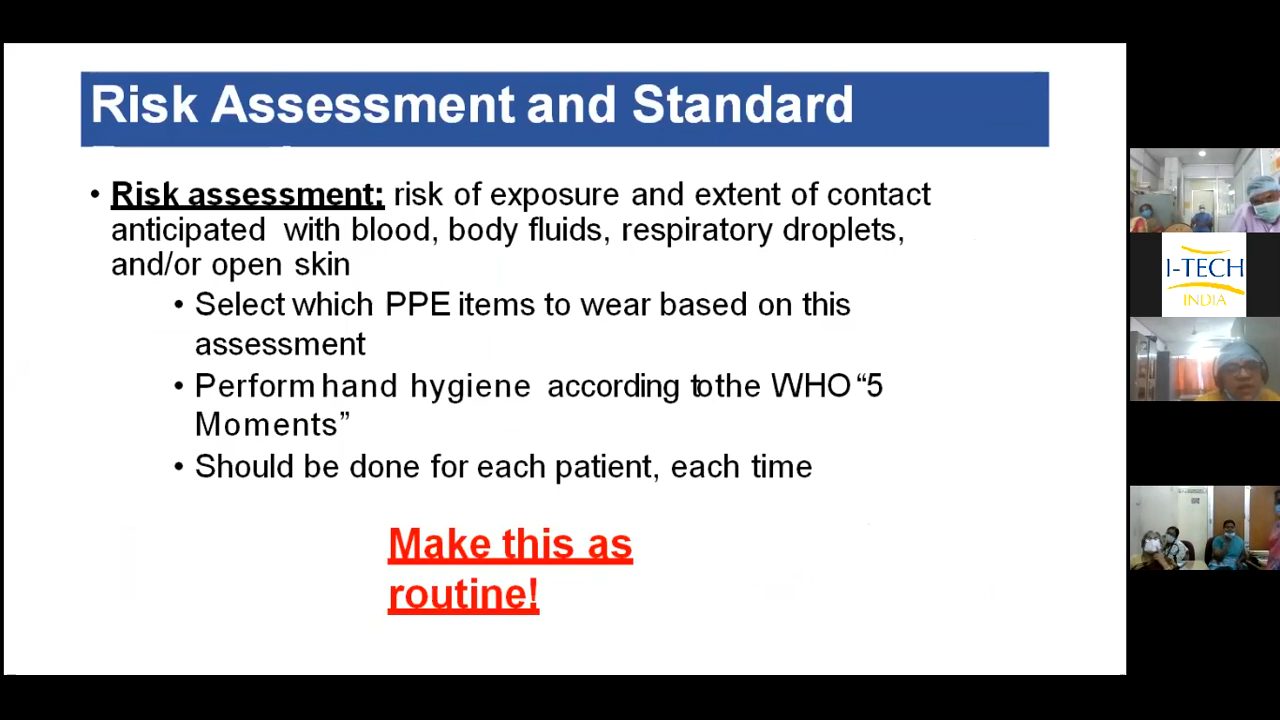 Risk Assessment and Standard
• Risk assessment: risk of exposure and extent of contact
anticipated with blood, body fluids, respiratory droplets,
and/or open skin
• Select which PPE items to wear based on this
assessment
• Perform hand hygiene according tothe WHO “5
Moments”
• Should be done for each patient, each time
Make this as
routine!
I-TECH
INDIA